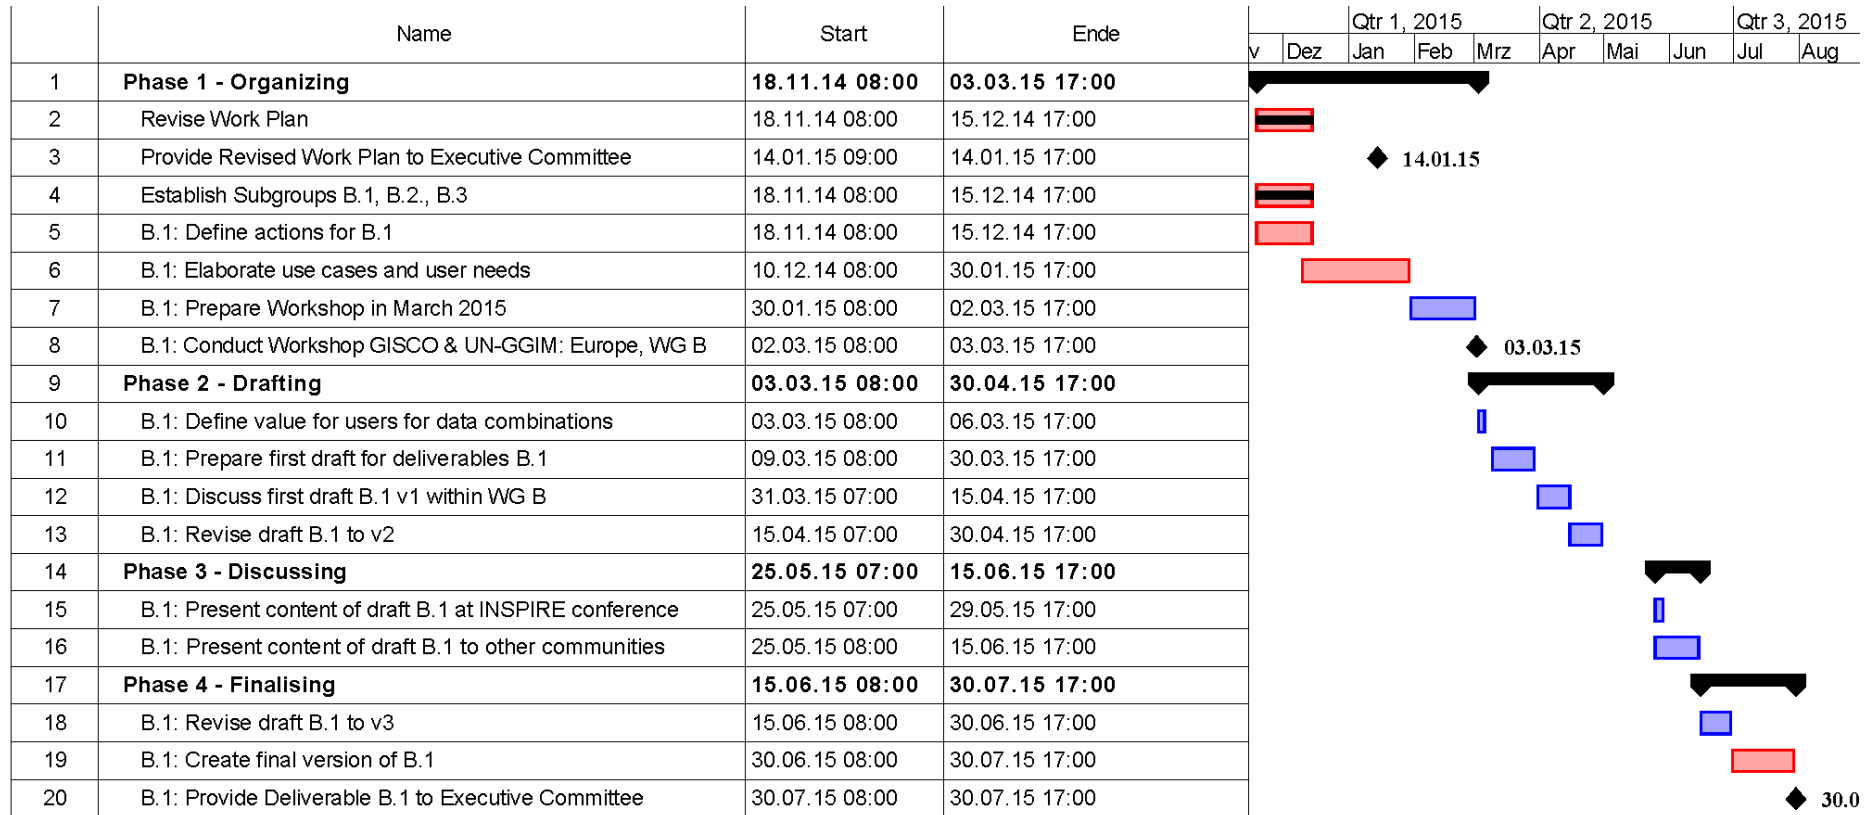 Name Start Ende Qtr 1, 2015 Qtr 2, 2015 Qtr 3, 2015
v Dez Jan Feb Mrz Apr Mai Jun Jul Aug
1 Phase 1 - Organizing 18.11.14 08:00 03.03.15 17:00
2 Revise Work Plan 18.11.14 08:00 15.12.14 17:00
3 Provide Revised Work Plan to Executive Committee 14.01.15 09:00 14.01.15 17:00 14.01.15
4 Establish Subgroups B.1, B.2., B.3 18.11.14 08:00 15.12.14 17:00
5 B.1: Define actions for B.1 18.11.14 08:00 15.12.14 17:00
6 B.1: Elaborate use cases and user needs 10.12.14 08:00 30.01.15 17:00
7 B.1: Prepare Workshop in March 2015 30.01.15 08:00 02.03.15 17:00
8 B.1: Conduct Workshop GISCO & UN-GGIM: Europe, WG B 02.03.15 08:00 03.03.15 17:00 03.03.15
9 Phase 2 - Drafting 03.03.15 08:00 30.04.15 17:00
10 B.1: Define value for users for data combinations 03.03.15 08:00 06.03.15 17:00
11 B.1: Prepare first draft for deliverables B.1 09.03.15 08:00 30.03.15 17:00
12 B.1: Discuss first draft B.1 v1 within WG B 31.03.15 07:00 15.04.15 17:00
13 B.1: Revise draft B.1 to v2 15.04.15 07:00 30.04.15 17:00
14 Phase 3 - Discussing 25.05.15 07:00 15.06.15 17:00
15 B.1: Present content of draft B.1 at INSPIRE conference 25.05.15 07:00 29.05.15 17:00
16 B.1: Present content of draft B.1 to other communities 25.05.15 08:00 15.06.15 17:00
17 Phase 4 - Finalising 15.06.15 08:00 30.07.15 17:00
18 B.1: Revise draft B.1 to v3 15.06.15 08:00 30.06.15 17:00
19 B.1: Create final version of B.1 30.06.15 08:00 30.07.15 17:00
20 B.1: Provide Deliverable B.1 to Executive Committee 30.07.15 08:00 30.07.15 17:00 30.0